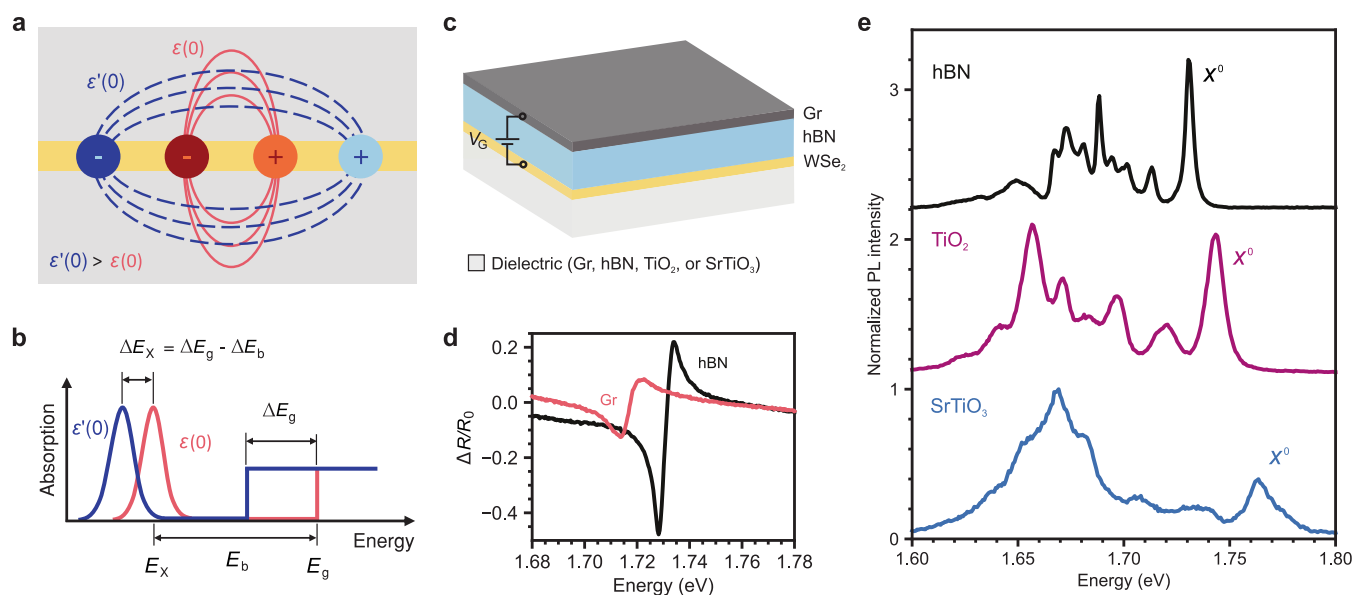 a
ε(0)
ε'(0)
- - + +
ε'(0) > ε(0)
b
ΔE_X = ΔE_g - ΔE_b
ε'(0)
ε(0)
ΔE_g
Absorption
Energy
E_X
E_b
E_g
c
V_G
Gr
hBN
WSe₂
Dielectric (Gr, hBN, TiO₂, or SrTiO₃)
d
0.2
0.0
−0.2
−0.4
ΔR/R₀
hBN
Gr
1.68 1.70 1.72 1.74 1.76 1.78
Energy (eV)
e
hBN
X⁰
TiO₂
X⁰
SrTiO₃
X⁰
3
2
1
0
Normalized PL intensity
1.60 1.65 1.70 1.75 1.80
Energy (eV)